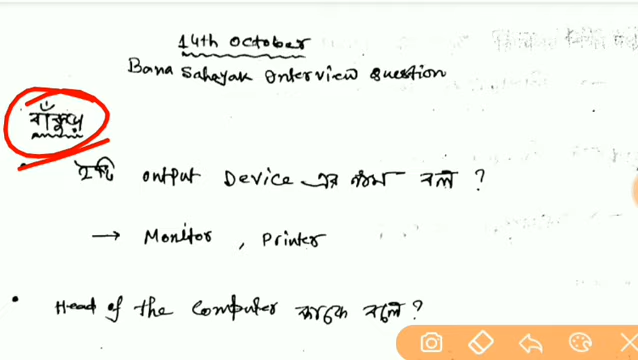 14th October
Bana Sahayak Interview Question
বাঁকুড়া
২টি output Device এর নাম বল ?
→ Monitor , Printer
• Head of the Computer কাকে বলে ?